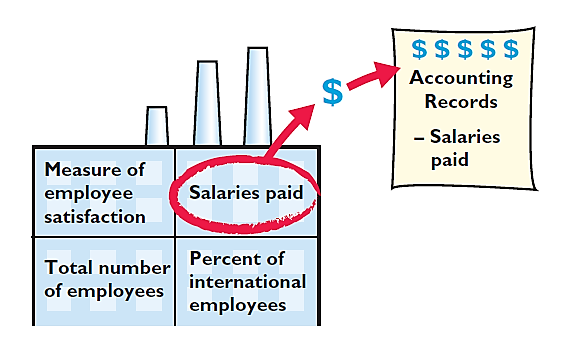 $ $ $ $ $
Accounting
Records
– Salaries
paid
$
Measure of
employee
satisfaction
Salaries paid
Total number
of employees
Percent of
international
employees